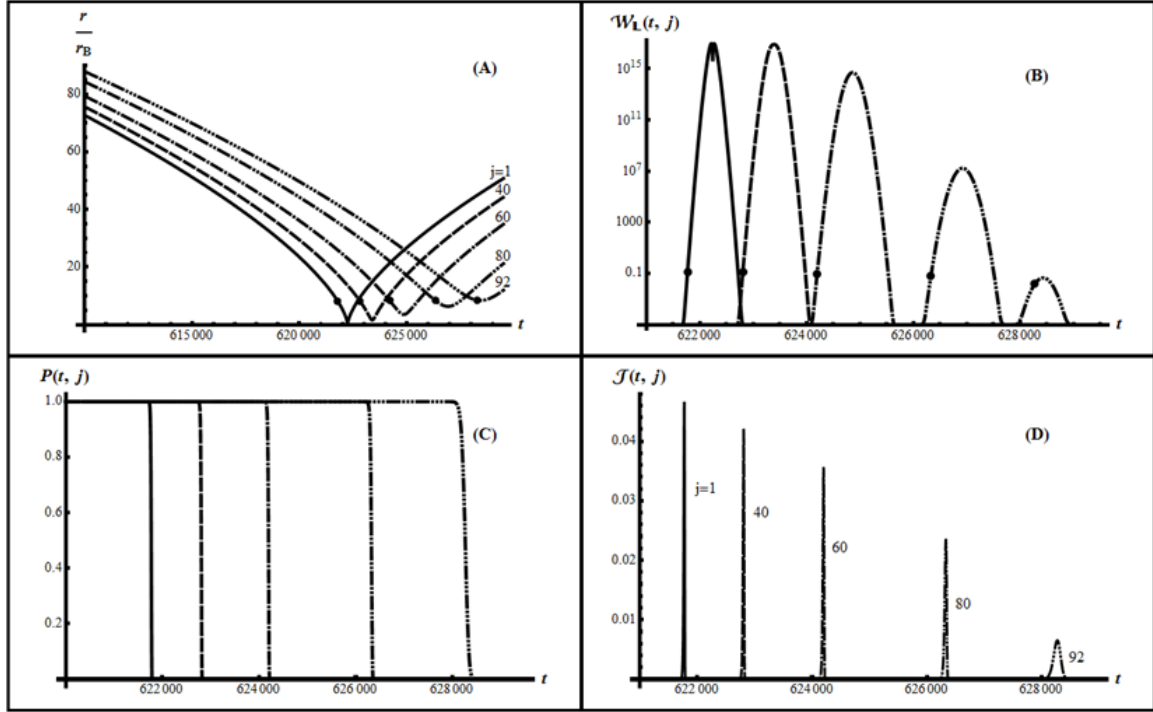 r
r_B
(A)
80
60
40
20
j=1
40
60
80
92
615 000
620 000
625 000
t
𝒲_L(t, j)
(B)
10^15
10^11
10^7
1000
0.1
622 000
624 000
626 000
628 000
t
P(t, j)
(C)
1.0
0.8
0.6
0.4
0.2
622 000
624 000
626 000
628 000
t
𝒥(t, j)
(D)
0.04
0.03
0.02
0.01
j=1
40
60
80
92
622 000
624 000
626 000
628 000
t